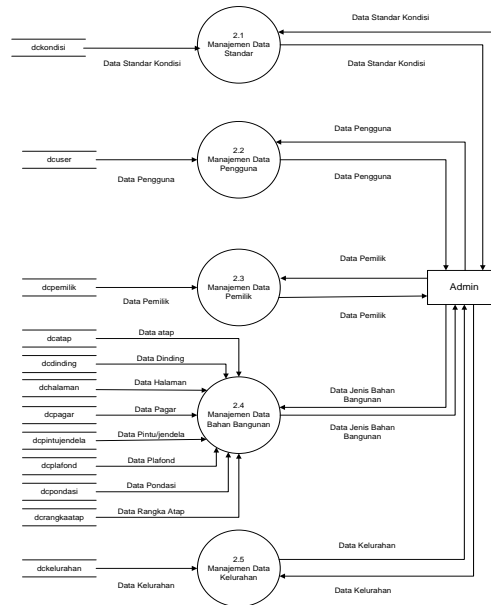 Data Standar Kondisi
2.1
Manajemen Data
Standar
dckondisi
Data Standar Kondisi
Data Standar Kondisi
Data Pengguna
2.2
Manajemen Data
Pengguna
dcuser
Data Pengguna
Data Pengguna
Data Pemilik
2.3
Manajemen Data
Pemilik
dcpemilik
Data Pemilik
Data Pemilik
Admin
dcatap
Data atap
dcdinding
Data Dinding
dchalaman
Data Halaman
dcpagar
Data Pagar
dcpintujendela
Data Pintu/jendela
dcplafond
Data Plafond
dcpondasi
Data Pondasi
dcrangkaatap
Data Rangka Atap
2.4
Manajemen Data
Bahan Bangunan
Data Jenis Bahan
Bangunan
Data Jenis Bahan
Bangunan
Data Kelurahan
2.5
Manajemen Data
Kelurahan
dckelurahan
Data Kelurahan
Data Kelurahan